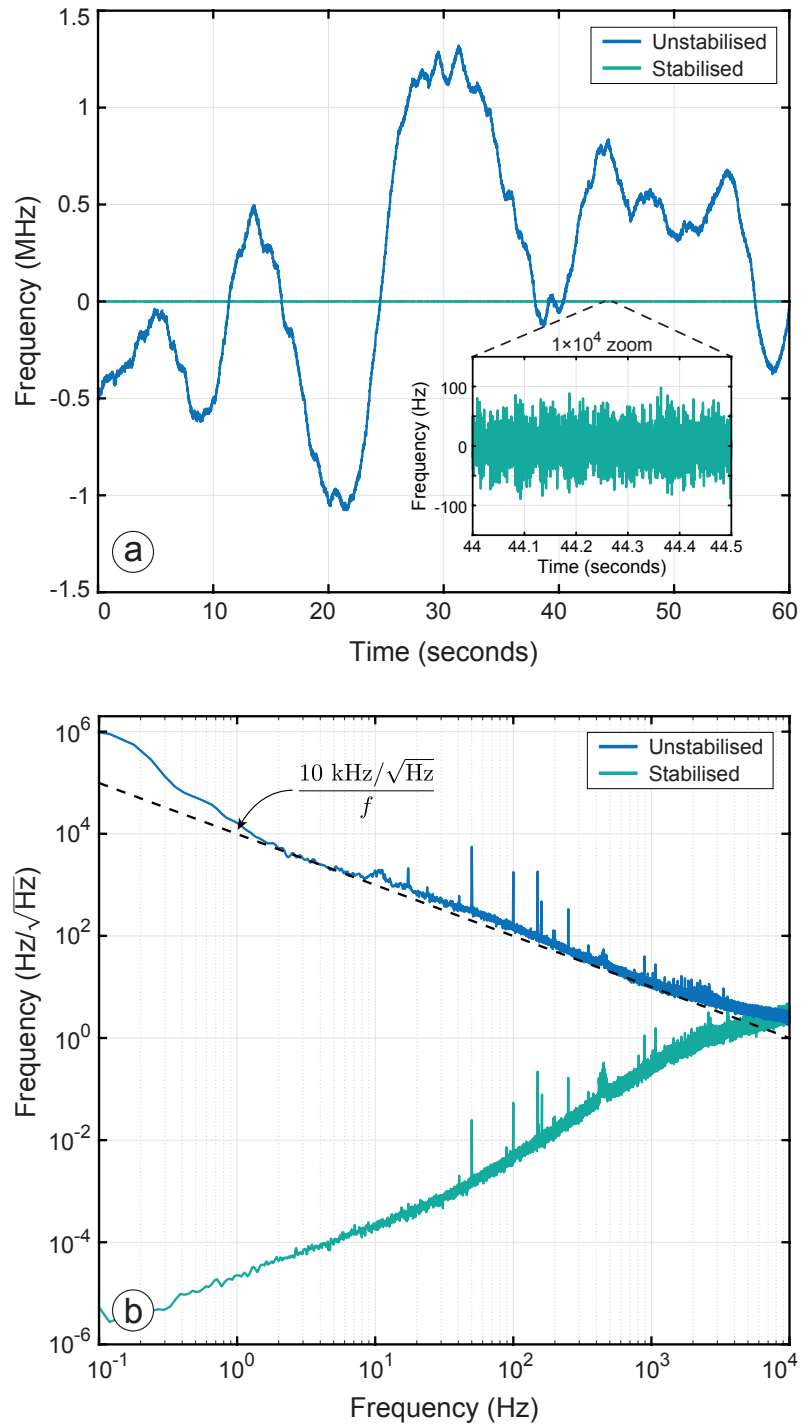 1.5
1
0.5
0
-0.5
-1
-1.5
Frequency (MHz)
Unstabilised
Stabilised
1×10⁴ zoom
100
0
-100
Frequency (Hz)
44 44.1 44.2 44.3 44.4 44.5
Time (seconds)
a
0 10 20 30 40 50 60
Time (seconds)
10⁶
10⁴
10²
10⁰
10⁻²
10⁻⁴
10⁻⁶
Frequency (Hz/√Hz)
Unstabilised
Stabilised
10 kHz/√Hz
f
b
10⁻¹ 10⁰ 10¹ 10² 10³ 10⁴
Frequency (Hz)